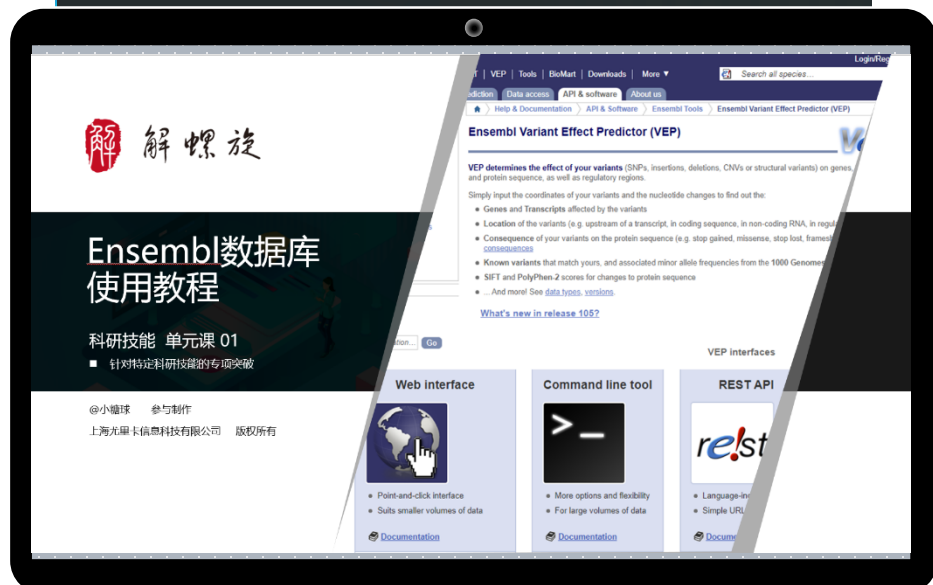 解 解螺旋
Ensembl数据库
使用教程
科研技能 单元课 01
■ 针对特定科研技能的专项突破
@小糖球 参与制作
上海尤里卡信息科技有限公司 版权所有
Login/Reg
VEP | Tools | BioMart | Downloads | More ▼
Search all species...
Data access API & software About us
Help & Documentation API & Software Ensembl Tools Ensembl Variant Effect Predictor (VEP)
Ensembl Variant Effect Predictor (VEP)
VEP determines the effect of your variants (SNPs, insertions, deletions, CNVs or structural variants) on genes,
and protein sequence, as well as regulatory regions.
Simply input the coordinates of your variants and the nucleotide changes to find out the:
• Genes and Transcripts affected by the variants
• Location of the variants (e.g. upstream of a transcript, in coding sequence, in non-coding RNA, in regul
• Consequence of your variants on the protein sequence (e.g. stop gained, missense, stop lost, framesh
consequences
• Known variants that match yours, and associated minor allele frequencies from the 1000 Genomes
• SIFT and PolyPhen-2 scores for changes to protein sequence
• ...And more! See data types, versions.
What's new in release 105?
Go
VEP interfaces
Web interface
• Point-and-click interface
• Suits smaller volumes of data
Documentation
Command line tool
>_
• More options and flexibility
• For large volumes of data
Documentation
REST API
re!st
• Language-in
• Simple URL
Docume